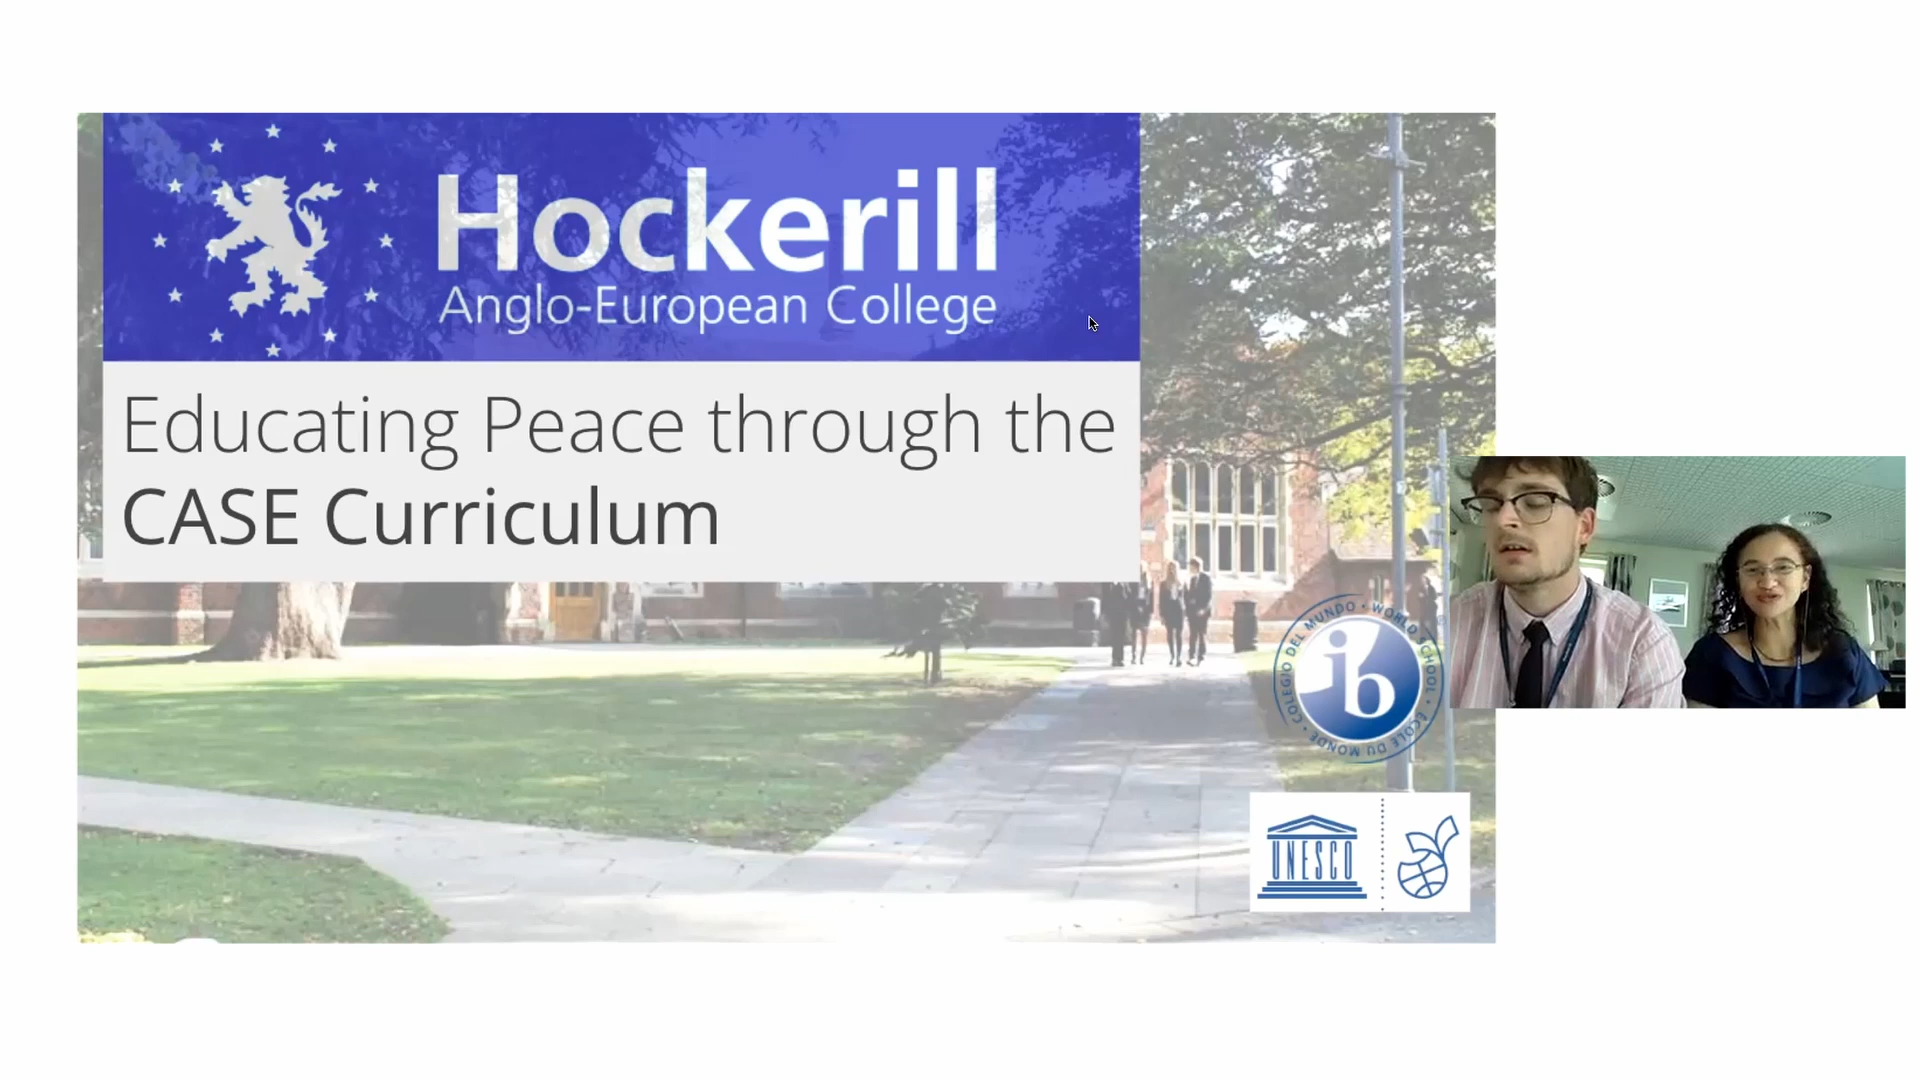 Hockerill
Anglo-European College
Educating Peace through the
CASE Curriculum
COLEGIO DEL MUNDO · WORLD SCHOOL · ÉCOLE DU MONDE ·
ib
UNESCO